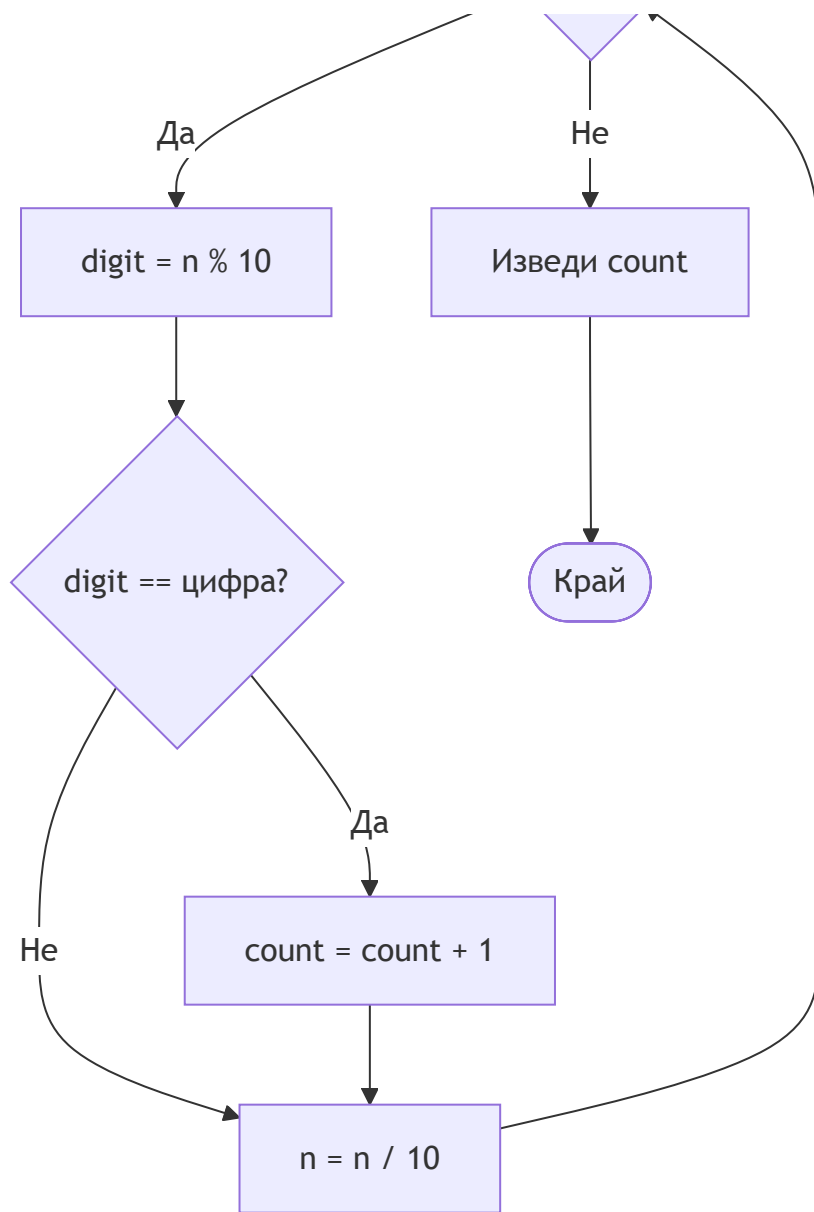 Да
Не
digit = n % 10
Изведи count
digit == цифра?
Край
Да
count = count + 1
Не
n = n / 10